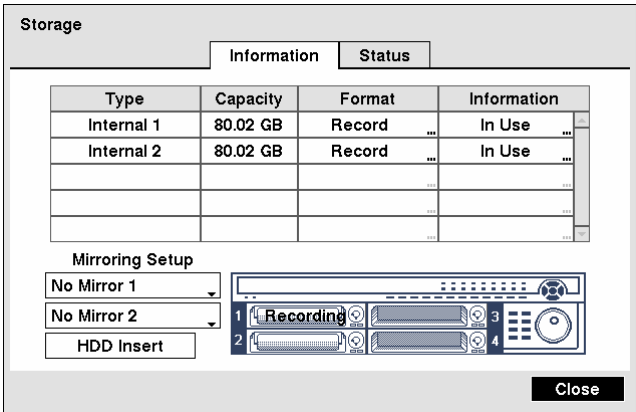 Storage
Information Status
Type Capacity Format Information
Internal 1 80.02 GB Record ... In Use ...
Internal 2 80.02 GB Record ... In Use ...
... ...
... ...
... ...
Mirroring Setup
No Mirror 1
No Mirror 2
HDD Insert
1 Recording 3
2 4
Close